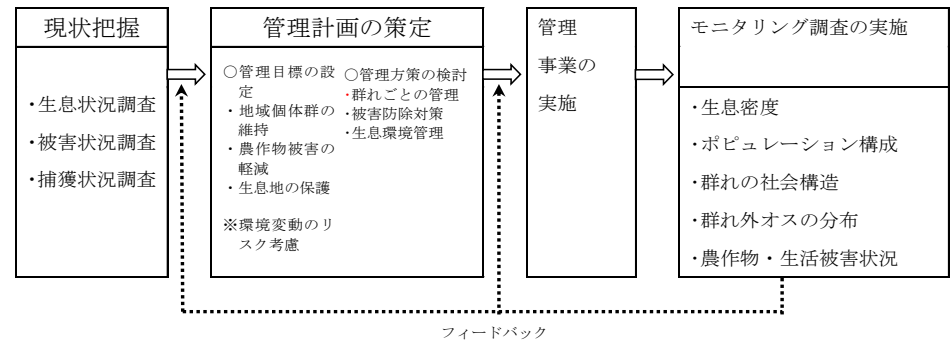 現状把握
・生息状況調査
・被害状況調査
・捕獲状況調査
管理計画の策定
○管理目標の設
定
・地域個体群の
維持
・農作物被害の
軽減
・生息地の保護
※環境変動のリ
スク考慮
○管理方策の検討
・群れごとの管理
・被害防除対策
・生息環境管理
管理
事業の
実施
モニタリング調査の実施
・生息密度
・ポピュレーション構成
・群れの社会構造
・群れ外オスの分布
・農作物・生活被害状況
フィードバック